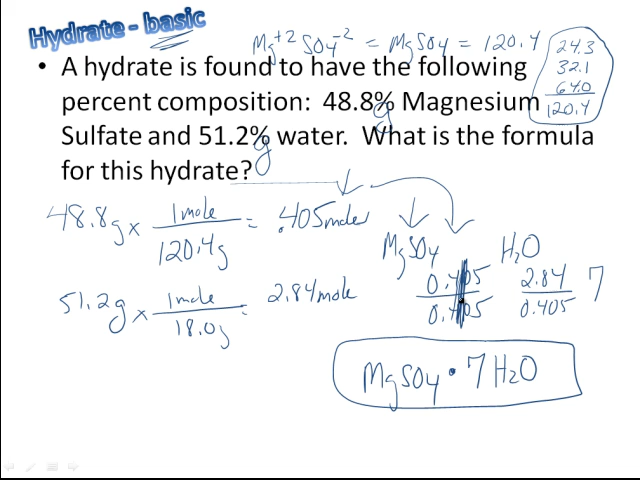 Hydrate - basic
Mg+2 SO4-2 = MgSO4 = 120.4
24.3
32.1
64.0
120.4
• A hydrate is found to have the following
percent composition: 48.8% Magnesium
g
Sulfate and 51.2% water. What is the formula
g
for this hydrate?
48.8g x 1mole / 120.4g = .405moles
MgSO4 H2O
51.2g x 1mole / 18.0g = 2.84mole
0.405 / 0.405 2.84 / 0.405 7
MgSO4 • 7H2O